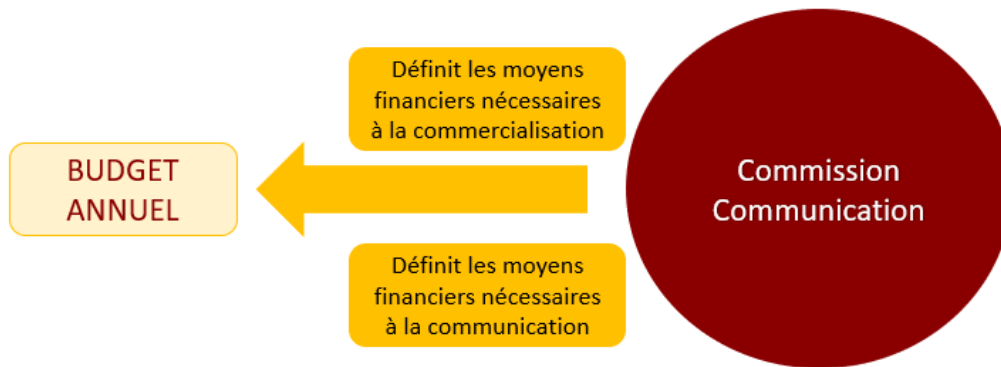 Définit les moyens
financiers nécessaires
à la commercialisation
BUDGET
ANNUEL
Commission
Communication
Définit les moyens
financiers nécessaires
à la communication